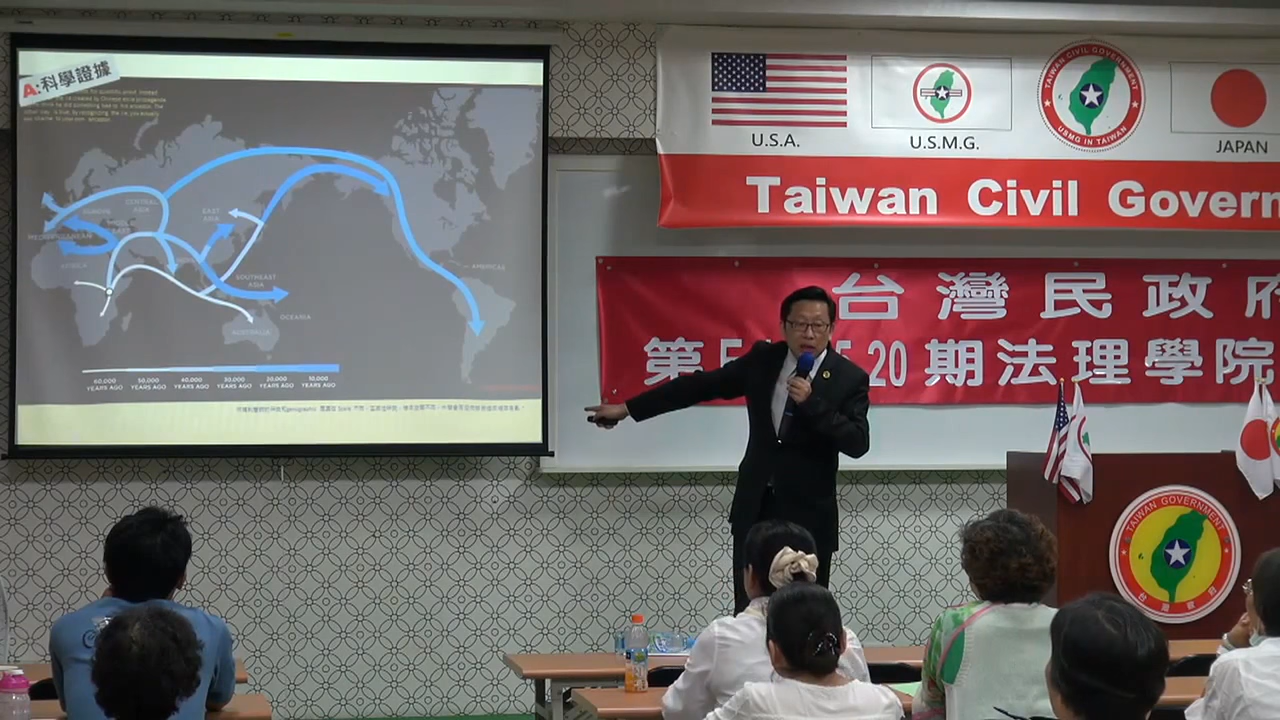 A:科學證據
EUROPE
CENTRAL
ASIA
MIDDLE
EAST
EAST
ASIA
MEDITERRANEAN
AFRICA
SOUTHEAST
ASIA
AMERICAS
OCEANIA
AUSTRALIA
60,000
YEARS AGO
50,000
YEARS AGO
40,000
YEARS AGO
30,000
YEARS AGO
20,000
YEARS AGO
10,000
YEARS AGO
U.S.A.
U.S.M.G.
TAIWAN CIVIL GOVERNMENT
USMG IN TAIWAN
JAPAN
Taiwan Civil Govern
台灣民政府
第 20 期法理學院
TAIWAN GOVERNMENT
台灣政府